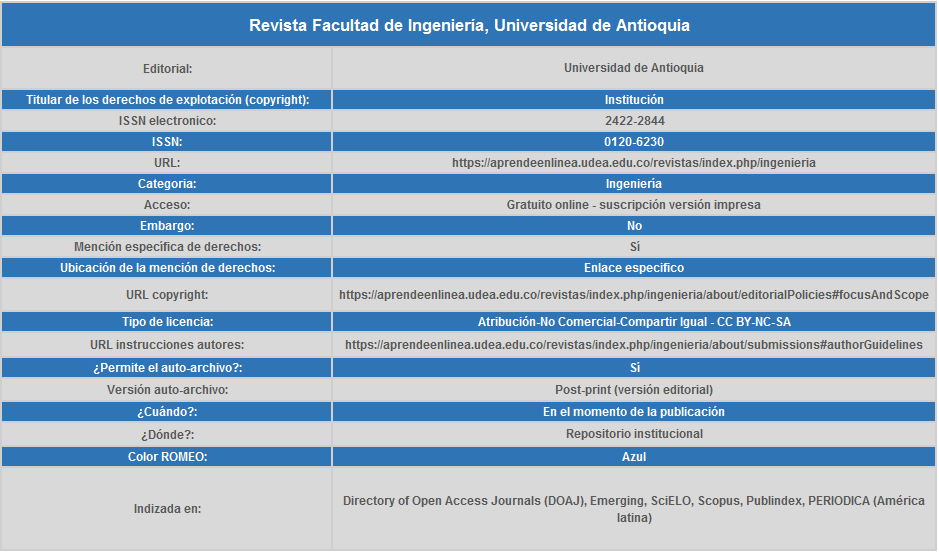 Revista Facultad de Ingeniería, Universidad de Antioquia
Editorial: Universidad de Antioquia
Titular de los derechos de explotación (copyright): Institución
ISSN electronico: 2422-2844
ISSN: 0120-6230
URL: https://aprendeenlinea.udea.edu.co/revistas/index.php/ingenieria
Categoria: Ingeniería
Acceso: Gratuito online - suscripción versión impresa
Embargo: No
Mención específica de derechos: Sí
Ubicación de la mención de derechos: Enlace especifico
URL copyright: https://aprendeenlinea.udea.edu.co/revistas/index.php/ingenieria/about/editorialPolicies#focusAndScope
Tipo de licencia: Atribución-No Comercial-Compartir Igual - CC BY-NC-SA
URL instrucciones autores: https://aprendeenlinea.udea.edu.co/revistas/index.php/ingenieria/about/submissions#authorGuidelines
¿Permite el auto-archivo?: Sí
Versión auto-archivo: Post-print (versión editorial)
¿Cuándo?: En el momento de la publicación
¿Dónde?: Repositorio institucional
Color ROMEO: Azul
Indizada en: Directory of Open Access Journals (DOAJ), Emerging, SciELO, Scopus, Publindex, PERIODICA (América
latina)